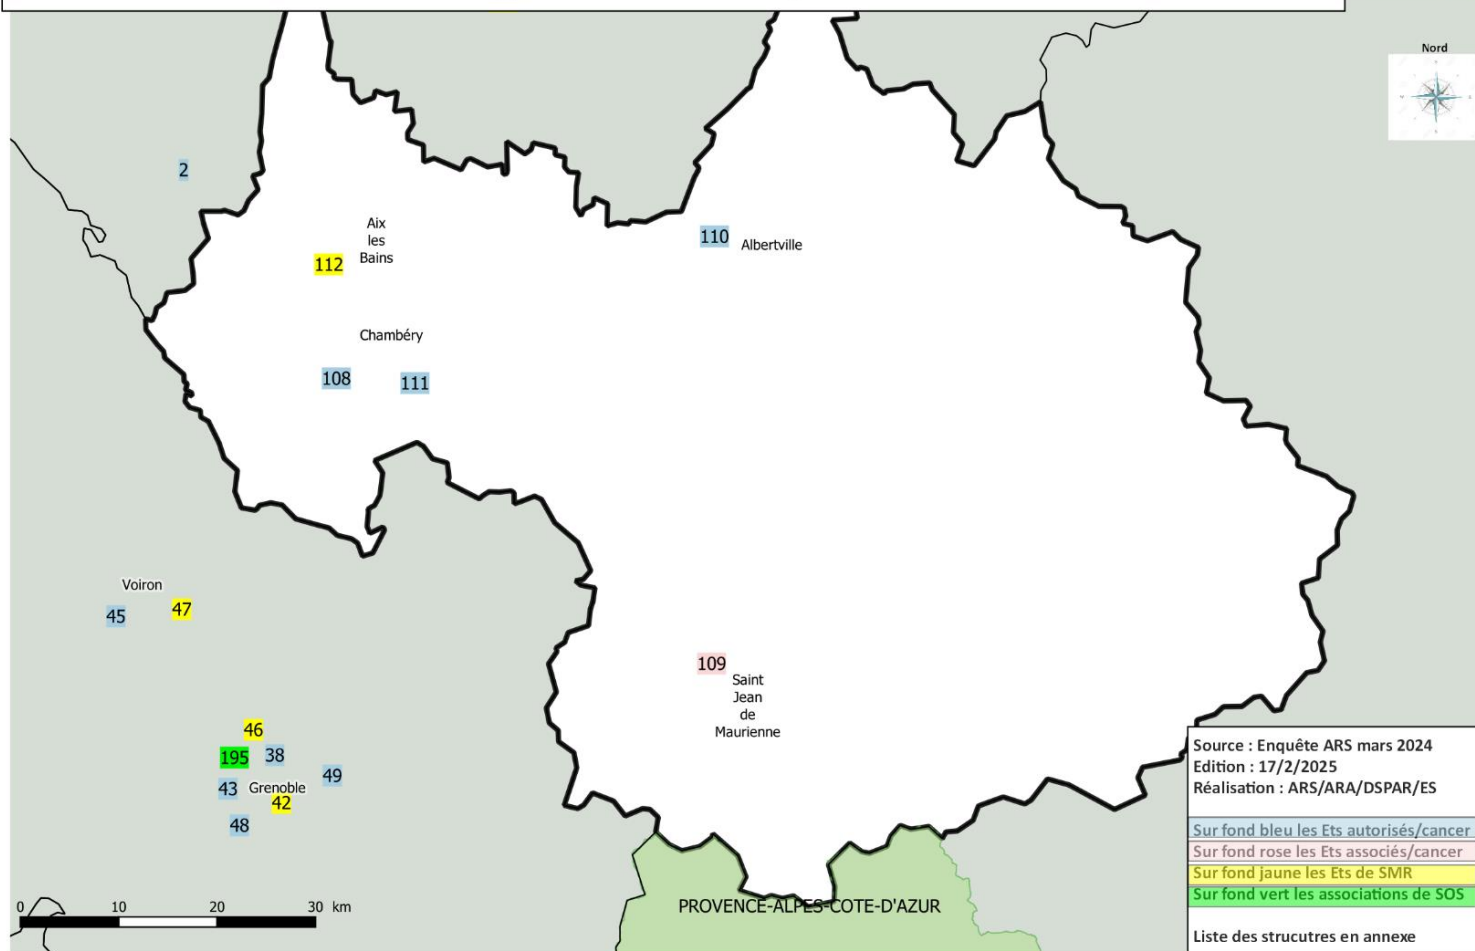 Nord
2
Aix
les
Bains
112
110
Albertville
Chambéry
108
111
Voiron
45
47
109
Saint
Jean
de
Maurienne
46
195
38
49
43
Grenoble
42
48
Source : Enquête ARS mars 2024
Edition : 17/2/2025
Réalisation : ARS/ARA/DSPAR/ES
Sur fond bleu les Ets autorisés/cancer
Sur fond rose les Ets associés/cancer
Sur fond jaune les Ets de SMR
Sur fond vert les associations de SOS
Liste des strucutres en annexe
0 10 20 30 km
PROVENCE-ALPES-COTE-D'AZUR